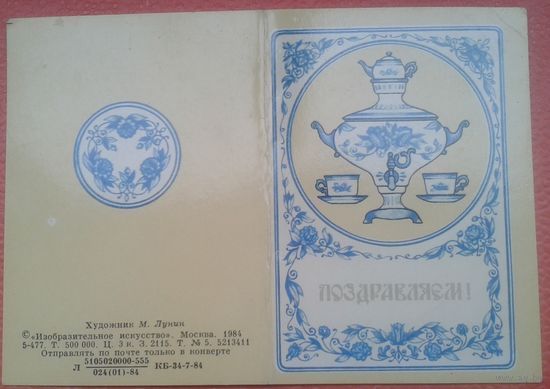 ПОЗДРАВЛЯЕМ!
Художник М. Лунин
©«Изобразительное искусство». Москва. 1984
5-477. Т. 500 000. Ц. 3 к. З. 2115. Т. № 5. 5213411
Отправлять по почте только в конверте
Л 5105020000-555 КБ-34-7-84
024(01)-84